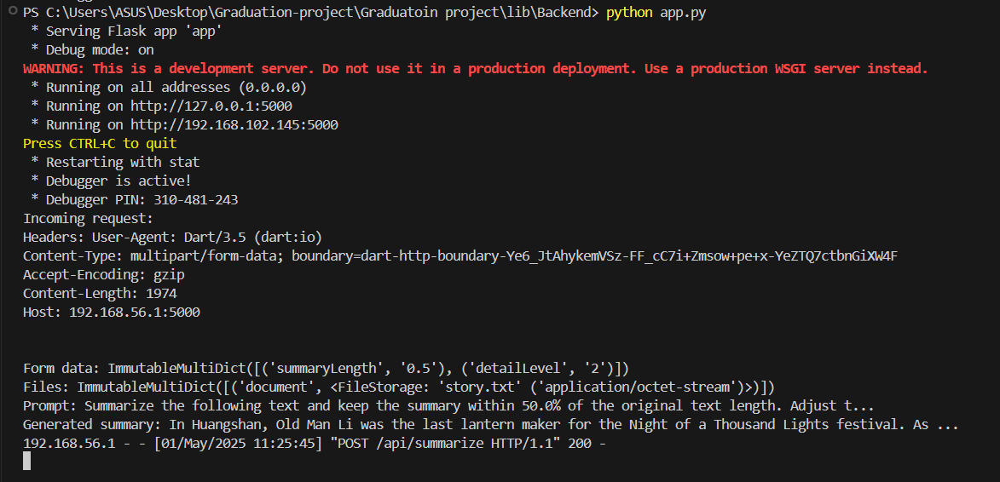 PS C:\Users\ASUS\Desktop\Graduation-project\Graduatoin project\lib\Backend> python app.py
 * Serving Flask app 'app'
 * Debug mode: on
WARNING: This is a development server. Do not use it in a production deployment. Use a production WSGI server instead.
 * Running on all addresses (0.0.0.0)
 * Running on http://127.0.0.1:5000
 * Running on http://192.168.102.145:5000
Press CTRL+C to quit
 * Restarting with stat
 * Debugger is active!
 * Debugger PIN: 310-481-243
Incoming request:
Headers: User-Agent: Dart/3.5 (dart:io)
Content-Type: multipart/form-data; boundary=dart-http-boundary-Ye6_JtAhykemVSz-FF_cC7i+Zmsow+pe+x-YeZTQ7ctbnGiXW4F
Accept-Encoding: gzip
Content-Length: 1974
Host: 192.168.56.1:5000
Form data: ImmutableMultiDict([('summaryLength', '0.5'), ('detailLevel', '2')])
Files: ImmutableMultiDict([('document', <FileStorage: 'story.txt' ('application/octet-stream')>)])
Prompt: Summarize the following text and keep the summary within 50.0% of the original text length. Adjust t...
Generated summary: In Huangshan, Old Man Li was the last lantern maker for the Night of a Thousand Lights festival. As ...
192.168.56.1 - - [01/May/2025 11:25:45] "POST /api/summarize HTTP/1.1" 200 -